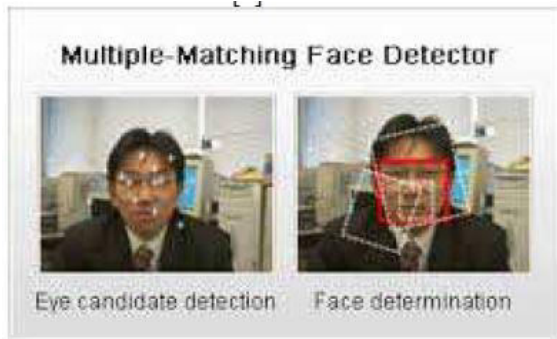 Multiple-Matching Face Detector
Eye candidate detection
Face determination